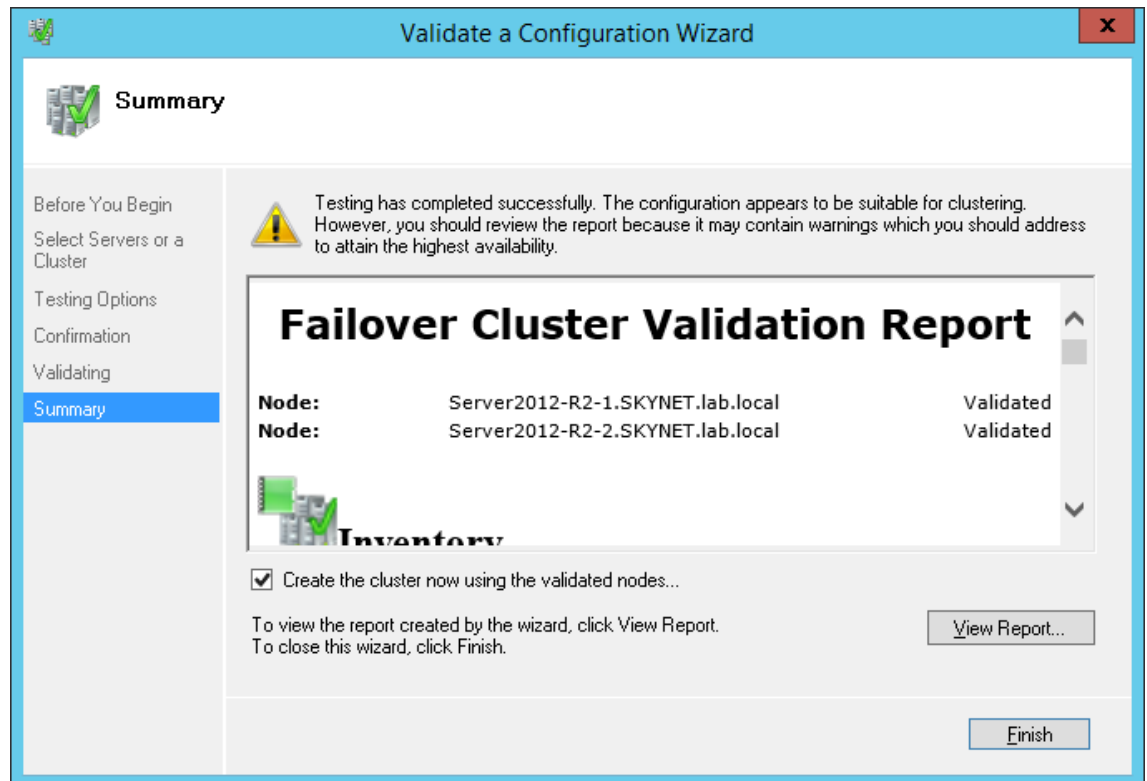 Validate a Configuration Wizard
x
Summary
Before You Begin
Select Servers or a
Cluster
Testing Options
Confirmation
Validating
Summary
Testing has completed successfully. The configuration appears to be suitable for clustering.
However, you should review the report because it may contain warnings which you should address
to attain the highest availability.
Failover Cluster Validation Report
Node: Server2012-R2-1.SKYNET.lab.local Validated
Node: Server2012-R2-2.SKYNET.lab.local Validated
Inventory
Create the cluster now using the validated nodes...
To view the report created by the wizard, click View Report.
To close this wizard, click Finish.
View Report...
Finish